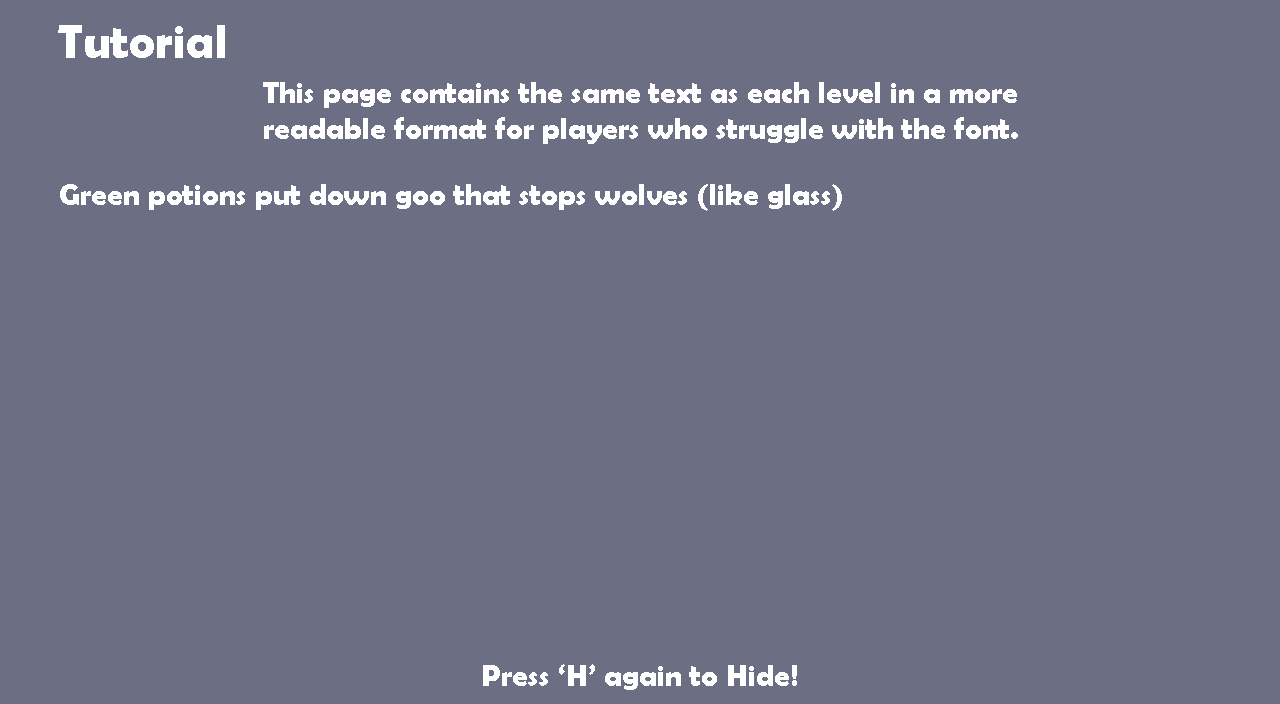 Tutorial
This page contains the same text as each level in a more
readable format for players who struggle with the font.
Green potions put down goo that stops wolves (like glass)
Press ‘H’ again to Hide!